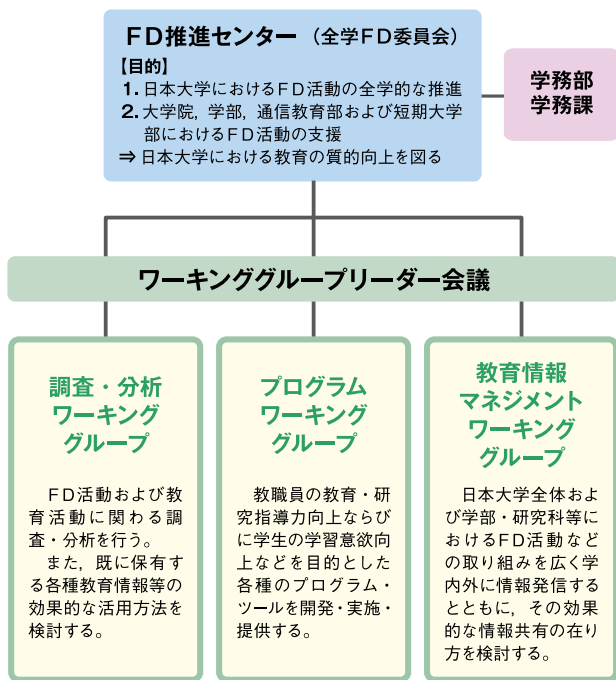 FD推進センター（全学FD委員会）
【目的】
1. 日本大学におけるFD活動の全学的な推進
2. 大学院，学部，通信教育部および短期大学
部におけるFD活動の支援
⇒ 日本大学における教育の質的向上を図る
学務部
学務課
ワーキンググループリーダー会議
調査・分析
ワーキング
グループ
FD活動および教
育活動に関わる調
査・分析を行う。
また，既に保有す
る各種教育情報等の
効果的な活用方法を
検討する。
プログラム
ワーキング
グループ
教職員の教育・研
究指導力向上ならび
に学生の学習意欲向
上などを目的とした
各種のプログラム・
ツールを開発・実施・
提供する。
教育情報
マネジメント
ワーキング
グループ
日本大学全体およ
び学部・研究科等に
おけるFD活動など
の取り組みを広く学
内外に情報発信する
とともに，その効果
的な情報共有の在り
方を検討する。